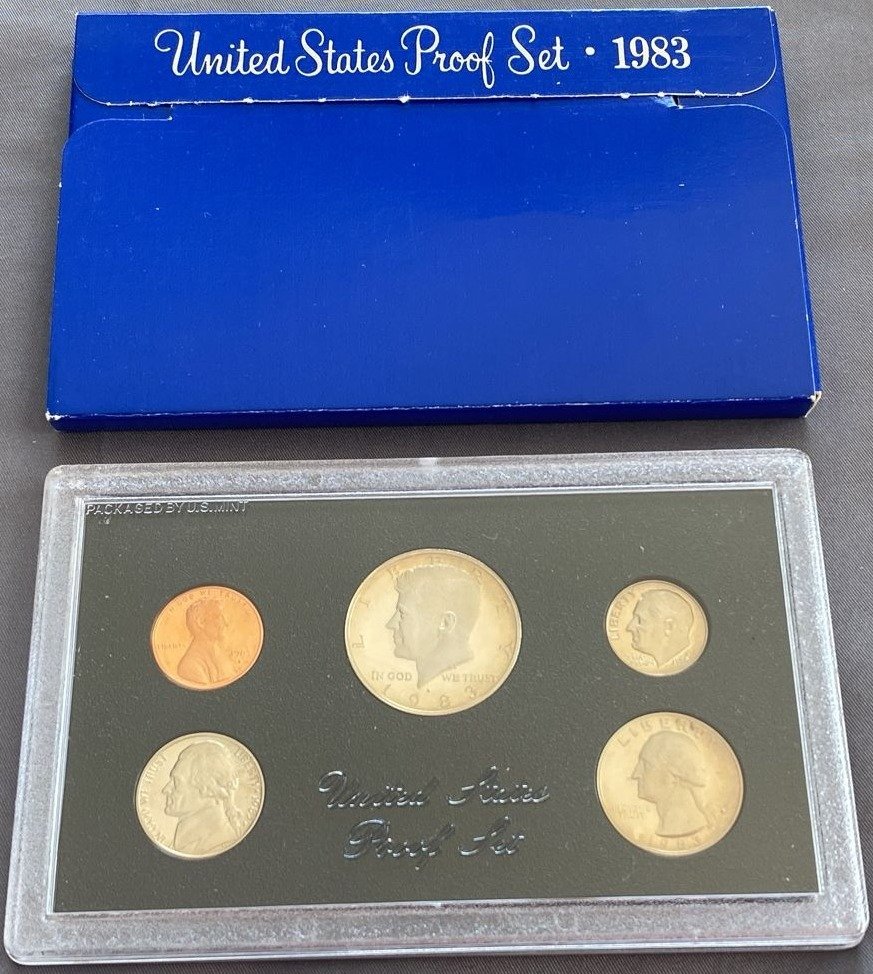 United States Proof Set · 1983
PACKAGED BY U.S. MINT
LIBERTY
IN GOD WE TRUST
1983
LIBERTY
LIBERTY
United States
Proof Set